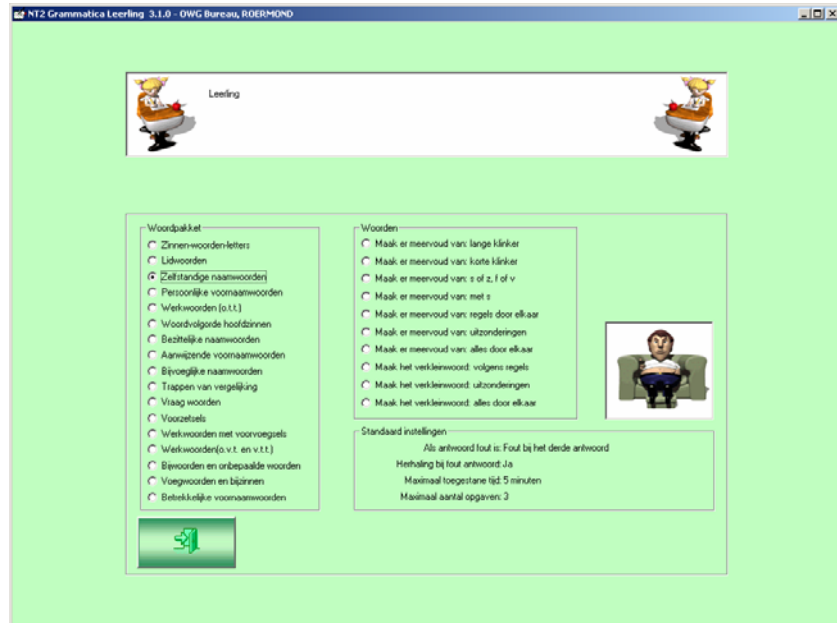 NT2 Grammatica Leerling 3.1.0 - OWG Bureau, ROERMOND
Leerling
Woordpakket
Zinnen-woorden-letters
Lidwoorden
Zelfstandige naamwoorden
Persoonlijke voornaamwoorden
Werkwoorden (o.t.t.)
Woordvolgorde hoofdzinnen
Bezittelijke naamwoorden
Aanwijzende voornaamwoorden
Bijvoeglijke naamwoorden
Trappen van vergelijking
Vraag woorden
Voorzetsels
Werkwoorden met voorvoegsels
Werkwoorden(o.v.t. en v.t.t.)
Bijwoorden en onbepaalde woorden
Voegwoorden en bijzinnen
Betrekkelijke voornaamwoorden
Woorden
Maak er meervoud van: lange klinker
Maak er meervoud van: korte klinker
Maak er meervoud van: s of z, f of v
Maak er meervoud van: met s
Maak er meervoud van: regels door elkaar
Maak er meervoud van: uitzonderingen
Maak er meervoud van: alles door elkaar
Maak het verkleinwoord: volgens regels
Maak het verkleinwoord: uitzonderingen
Maak het verkleinwoord: alles door elkaar
Standaard instellingen
Als antwoord fout is: Fout bij het derde antwoord
Herhaling bij fout antwoord: Ja
Maximaal toegestane tijd: 5 minuten
Maximaal aantal opgaven: 3